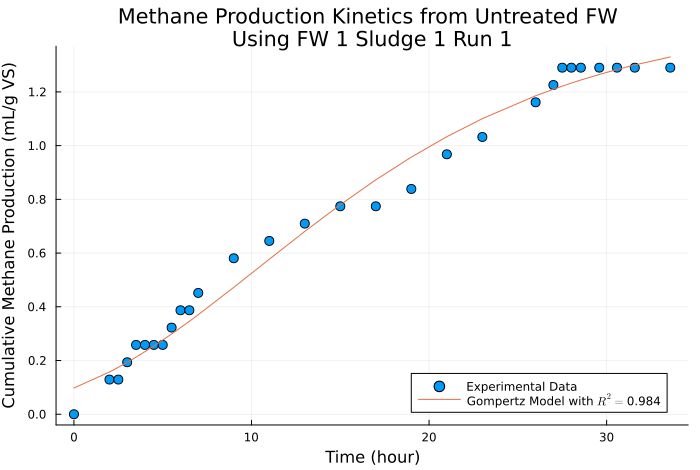 Methane Production Kinetics from Untreated FW
Using FW 1 Sludge 1 Run 1
Cumulative Methane Production (mL/g VS)
1.2
1.0
0.8
0.6
0.4
0.2
0.0
0
10
20
30
Time (hour)
Experimental Data
Gompertz Model with R² = 0.984